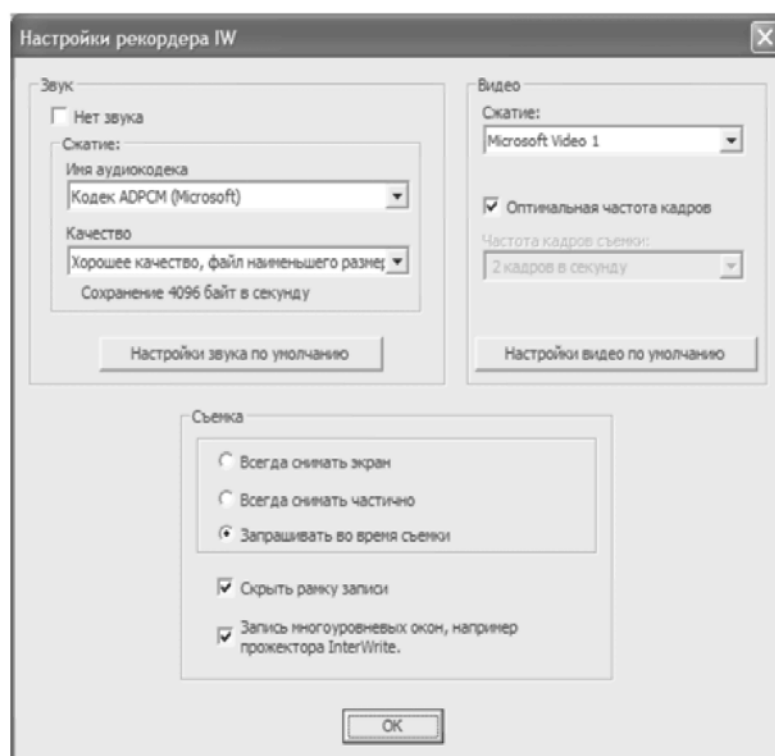 Настройки рекордера IW
Звук
Нет звука
Сжатие:
Имя аудиокодека
Кодек ADPCM (Microsoft)
Качество
Хорошее качество, файл наименьшего размер
Сохранение 4096 байт в секунду
Настройки звука по умолчанию
Видео
Сжатие:
Microsoft Video 1
Оптимальная частота кадров
Частота кадров съемки:
2 кадров в секунду
Настройки видео по умолчанию
Съемка
Всегда снимать экран
Всегда снимать частично
Запрашивать во время съемки
Скрыть рамку записи
Запись многоуровневых окон, например
прожектора InterWrite.
OK